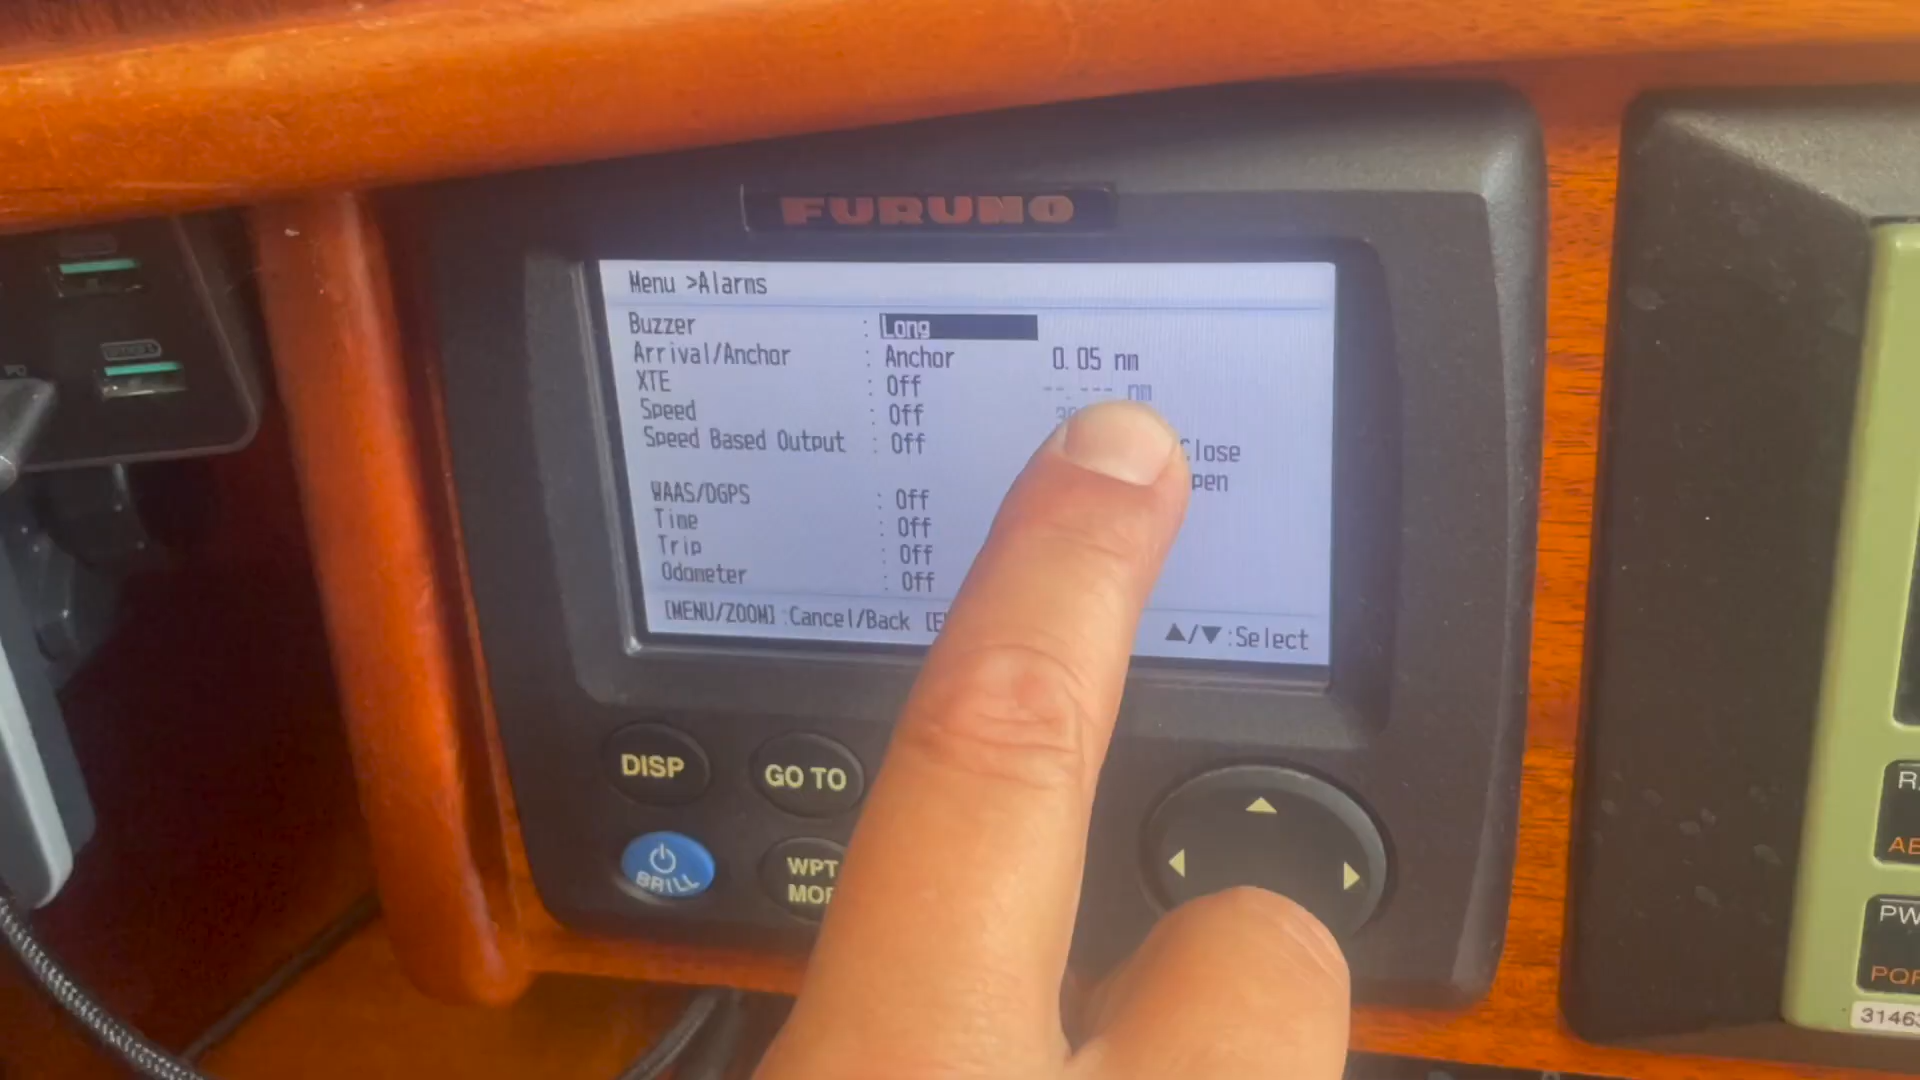 FURUNO
Menu >Alarms
Buzzer : Long
Arrival/Anchor : Anchor 0.05 nm
XTE : Off --.--- nm
Speed : Off
Speed Based Output : Off Close
WAAS/DGPS : Off
Time : Off
Trip : Off
Odometer : Off
[MENU/ZOOM]:Cancel/Back ▲/▼:Select
DISP
GO TO
BRILL
WPT